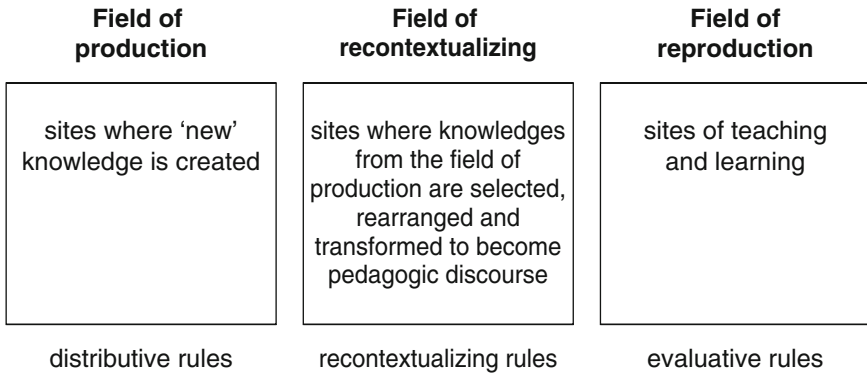 Field of
production
Field of
recontextualizing
Field of
reproduction
sites where ‘new’
knowledge is created
sites where knowledges
from the field of
production are selected,
rearranged and
transformed to become
pedagogic discourse
sites of teaching
and learning
distributive rules
recontextualizing rules
evaluative rules